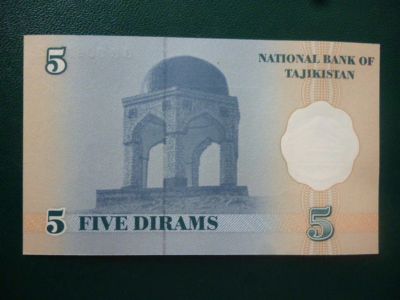 5
NATIONAL BANK OF
TAJIKISTAN
5 FIVE DIRAMS 5